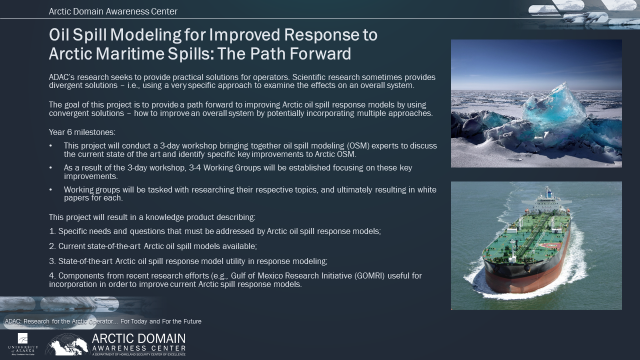 Arctic Domain Awareness Center
Oil Spill Modeling for Improved Response to
Arctic Maritime Spills: The Path Forward
ADAC's research seeks to provide practical solutions for operators. Scientific research sometimes provides
divergent solutions – i.e., using a very specific approach to examine the effects on an overall system.
The goal of this project is to provide a path forward to improving Arctic oil spill response models by using
convergent solutions – how to improve an overall system by potentially incorporating multiple approaches.
Year 6 milestones:
• This project will conduct a 3-day workshop bringing together oil spill modeling (OSM) experts to discuss
the current state of the art and identify specific key improvements to Arctic OSM.
• As a result of the 3-day workshop, 3-4 Working Groups will be established focusing on these key
improvements.
• Working groups will be tasked with researching their respective topics, and ultimately resulting in white
papers for each.
This project will result in a knowledge product describing:
1. Specific needs and questions that must be addressed by Arctic oil spill response models;
2. Current state-of-the-art Arctic oil spill models available;
3. State-of-the-art Arctic oil spill response model utility in response modeling;
4. Components from recent research efforts (e.g., Gulf of Mexico Research Initiative (GOMRI) useful for
incorporation in order to improve current Arctic spill response models.
ADAC: Research for the Arctic Operator... For Today and For the Future
UNIVERSITY
of ALASKA
ARCTIC DOMAIN
AWARENESS CENTER
A DEPARTMENT OF HOMELAND SECURITY CENTER OF EXCELLENCE